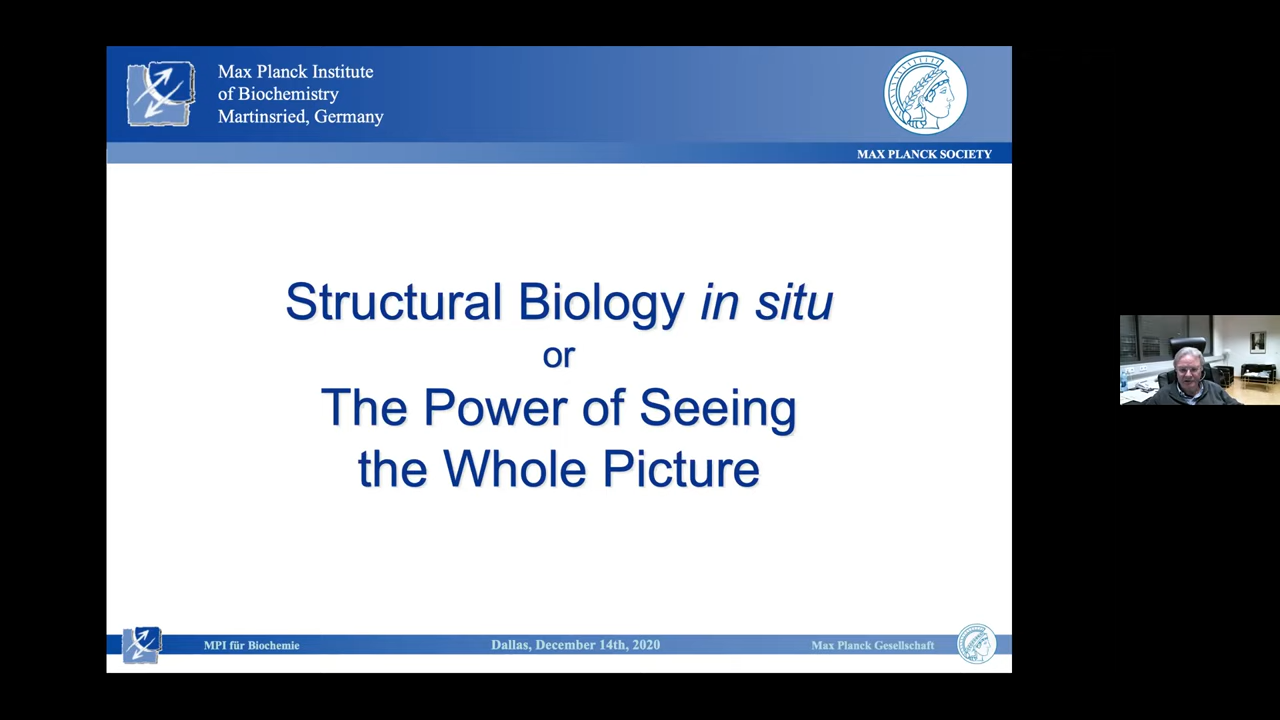 Max Planck Institute
of Biochemistry
Martinsried, Germany
MAX PLANCK SOCIETY
Structural Biology in situ
or
The Power of Seeing
the Whole Picture
MPI für Biochemie
Dallas, December 14th, 2020
Max Planck Gesellschaft